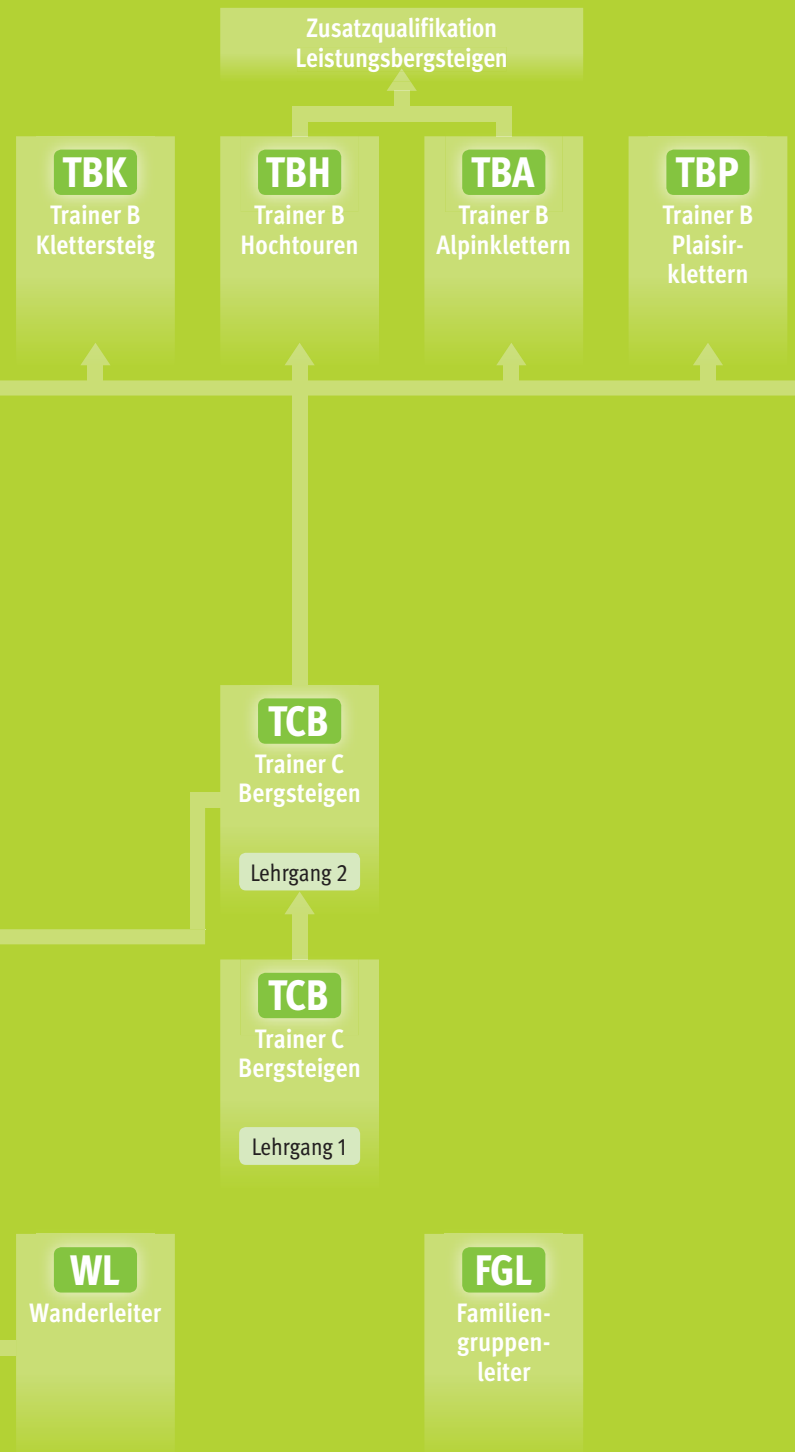 Zusatzqualifikation
Leistungsbergsteigen
TBK
Trainer B
Klettersteig
TBH
Trainer B
Hochtouren
TBA
Trainer B
Alpinklettern
TBP
Trainer B
Plaisir-
klettern
TCB
Trainer C
Bergsteigen
Lehrgang 2
TCB
Trainer C
Bergsteigen
Lehrgang 1
WL
Wanderleiter
FGL
Familien-
gruppen-
leiter